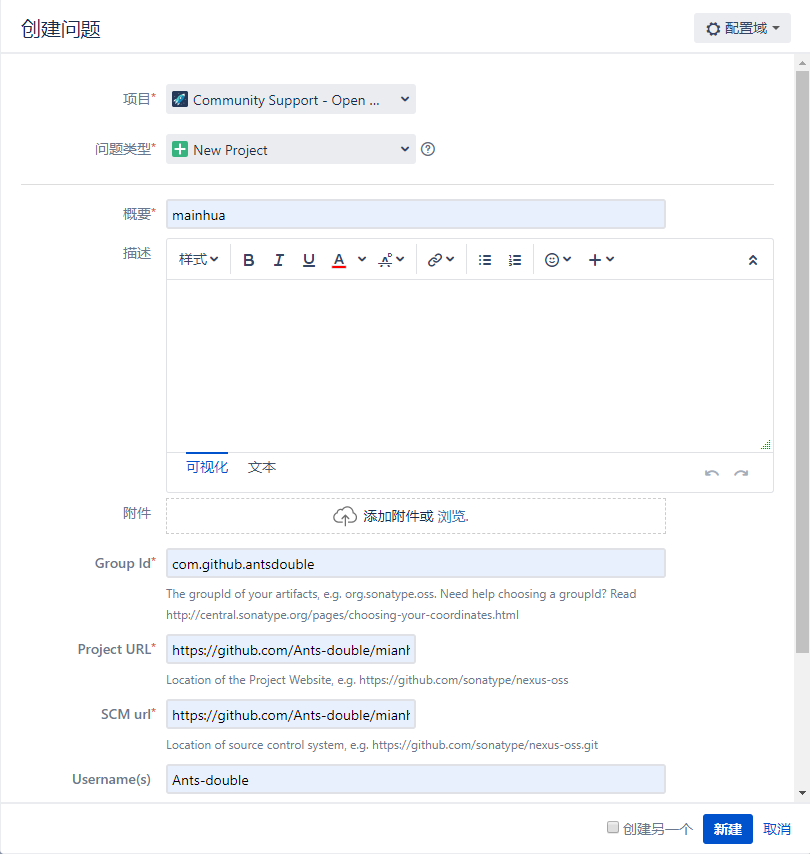 创建问题
配置域
项目*
Community Support - Open ...
问题类型*
New Project
概要*
mainhua
描述
样式
B I U A
可视化 文本
附件
添加附件或 浏览.
Group Id*
com.github.antsdouble
The groupId of your artifacts, e.g. org.sonatype.oss. Need help choosing a groupId? Read
http://central.sonatype.org/pages/choosing-your-coordinates.html
Project URL*
https://github.com/Ants-double/mianh
Location of the Project Website, e.g. https://github.com/sonatype/nexus-oss
SCM url*
https://github.com/Ants-double/mianh
Location of source control system, e.g. https://github.com/sonatype/nexus-oss.git
Username(s)
Ants-double
创建另一个 新建 取消